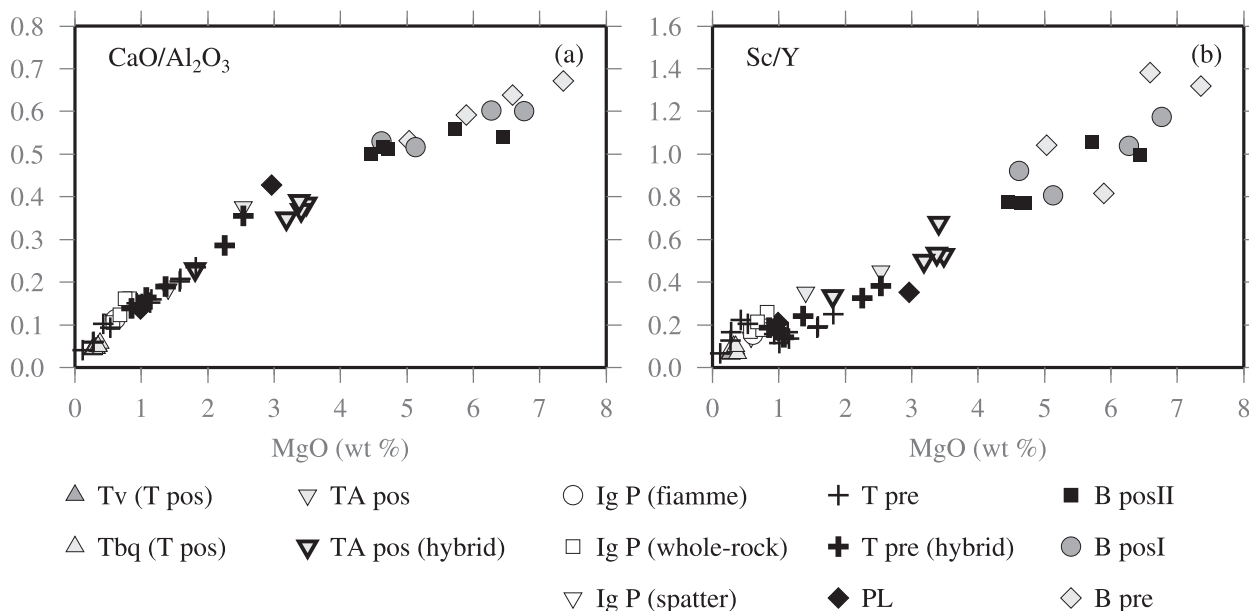 CaO/Al₂O₃ (a)
0.8
0.7
0.6
0.5
0.4
0.3
0.2
0.1
0.0
0 1 2 3 4 5 6 7 8
MgO (wt %)
Sc/Y (b)
1.6
1.4
1.2
1.0
0.8
0.6
0.4
0.2
0.0
0 1 2 3 4 5 6 7 8
MgO (wt %)
Tv (T pos) TA pos Ig P (fiamme) T pre B posII
Tbq (T pos) TA pos (hybrid) Ig P (whole-rock) T pre (hybrid) B posI
Ig P (spatter) PL B pre